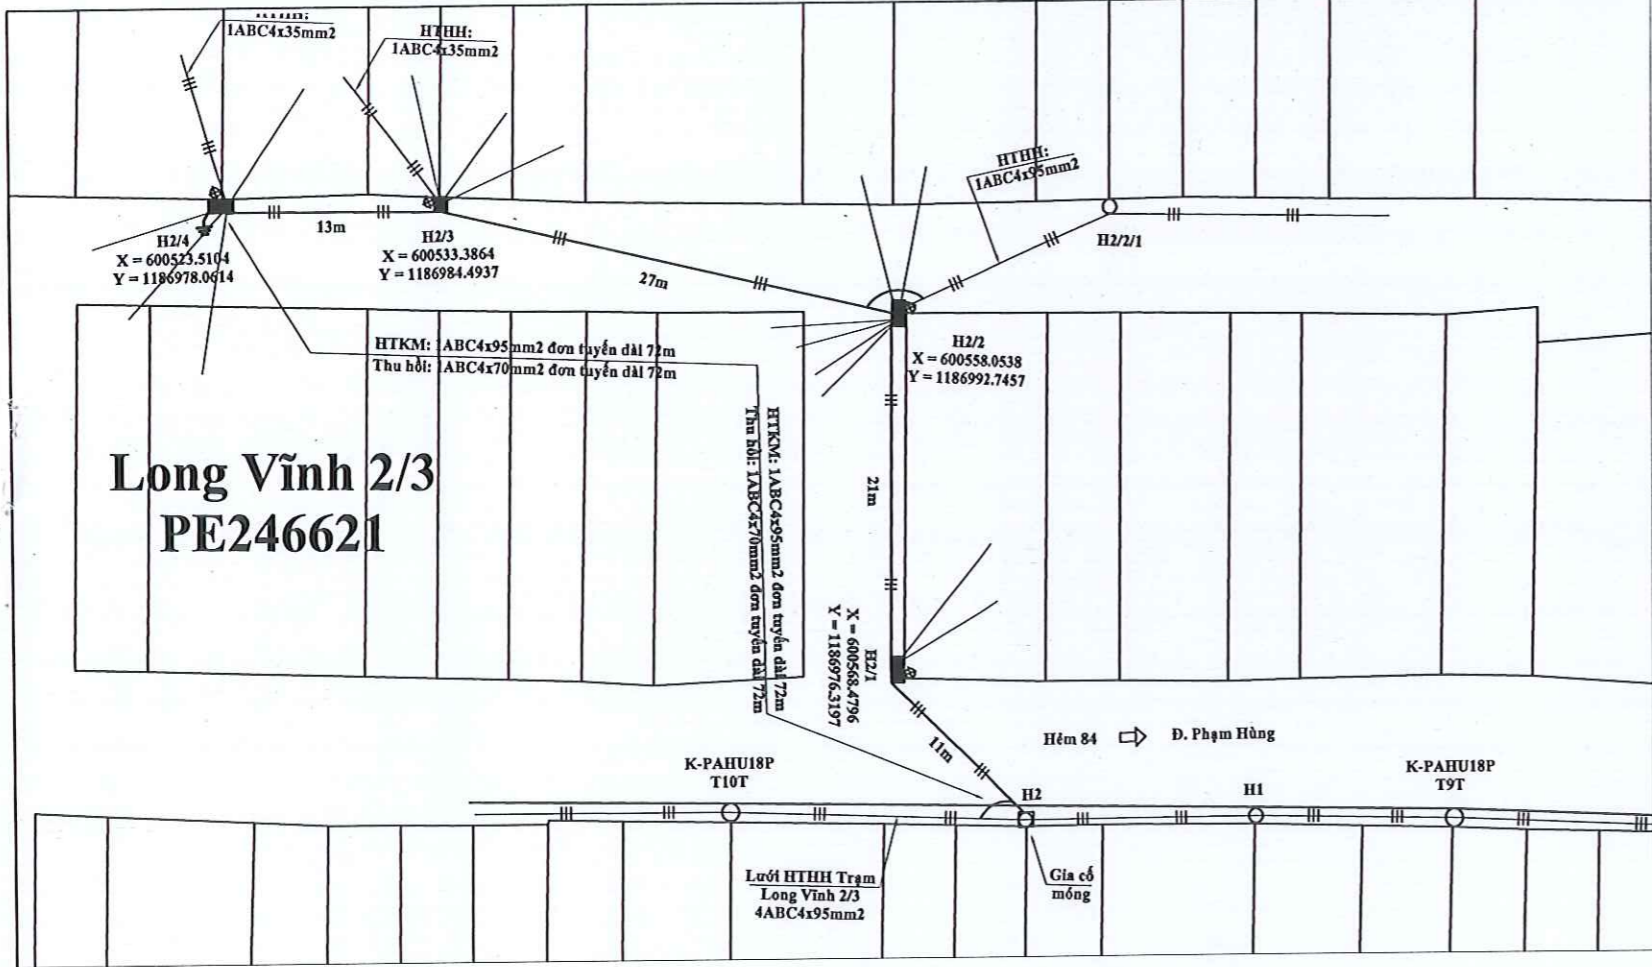 1ABC4x35mm2
HTHH:
1ABC4x35mm2
HTHH:
1ABC4x95mm2
13m
H2/4
X = 600523.5104
Y = 1186978.0614
H2/3
X = 600533.3864
Y = 1186984.4937
27m
H2/2/1
H2/2
X = 600558.0538
Y = 1186992.7457
HTKM: 1ABC4x95mm2 đơn tuyến dài 72m
Thu hồi: 1ABC4x70mm2 đơn tuyến dài 72m
Long Vĩnh 2/3
PE246621
HTKM: 1ABC4x95mm2 đơn tuyến dài 72m
Thu hồi: 1ABC4x70mm2 đơn tuyến dài 72m
21m
H2/1
X = 600568.4796
Y = 1186976.3197
11m
Hẻm 84
Đ. Phạm Hùng
K-PAHU18P
T10T
H2
H1
K-PAHU18P
T9T
Lưới HTHH Trạm
Long Vĩnh 2/3
4ABC4x95mm2
Gia cố
móng